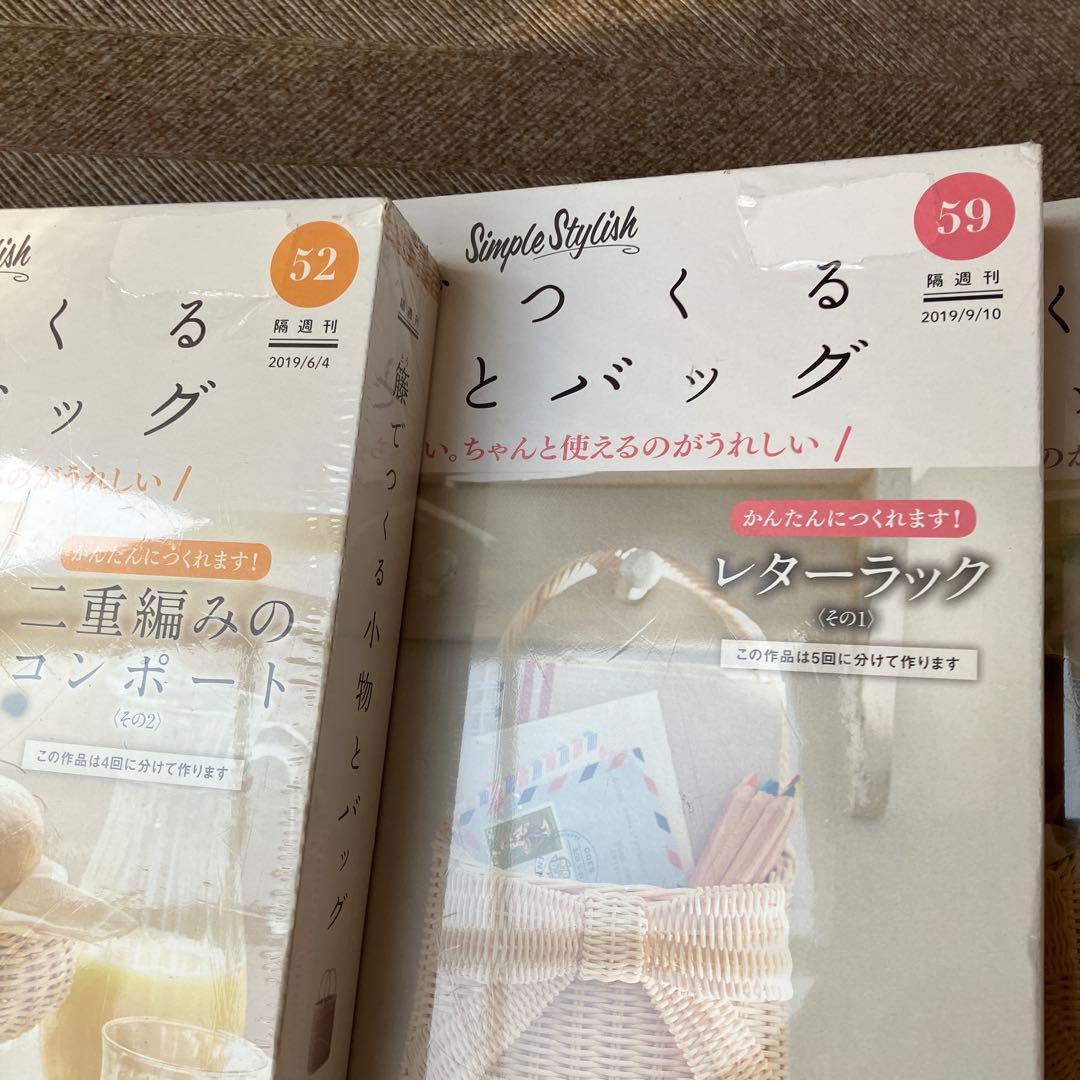 52
隔週刊
2019/6/4
くる
ッグ
のがうれしい
かんたんにつくれます!
二重編みの
コンポート
〈その2〉
この作品は4回に分けて作ります
隔週刊
籐でつくる小物とバッグ
Simple Stylish
59
隔週刊
2019/9/10
つくる
とバッグ
い。ちゃんと使えるのがうれしい
かんたんにつくれます!
レターラック
〈その1〉
この作品は5回に分けて作ります